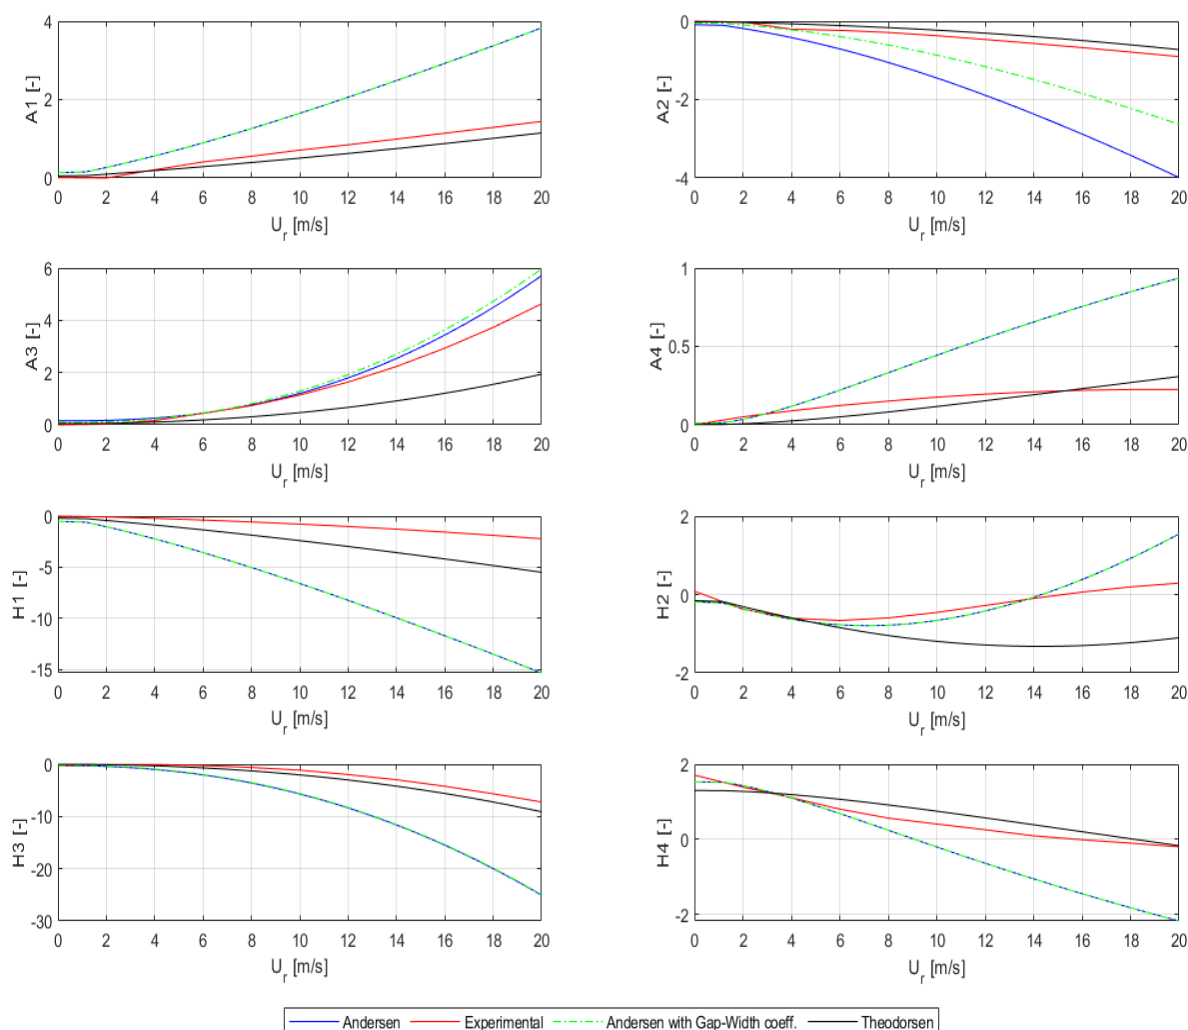 4
2
0
A1 [-]
0 2 4 6 8 10 12 14 16 18 20
U_r [m/s]
0
-2
-4
A2 [-]
0 2 4 6 8 10 12 14 16 18 20
U_r [m/s]
6
4
2
0
A3 [-]
0 2 4 6 8 10 12 14 16 18 20
U_r [m/s]
1
0.5
0
A4 [-]
0 2 4 6 8 10 12 14 16 18 20
U_r [m/s]
0
-5
-10
-15
H1 [-]
0 2 4 6 8 10 12 14 16 18 20
U_r [m/s]
2
0
-2
H2 [-]
0 2 4 6 8 10 12 14 16 18 20
U_r [m/s]
0
-10
-20
-30
H3 [-]
0 2 4 6 8 10 12 14 16 18 20
U_r [m/s]
2
0
-2
H4 [-]
0 2 4 6 8 10 12 14 16 18 20
U_r [m/s]
Andersen Experimental Andersen with Gap-Width coeff. Theodorsen